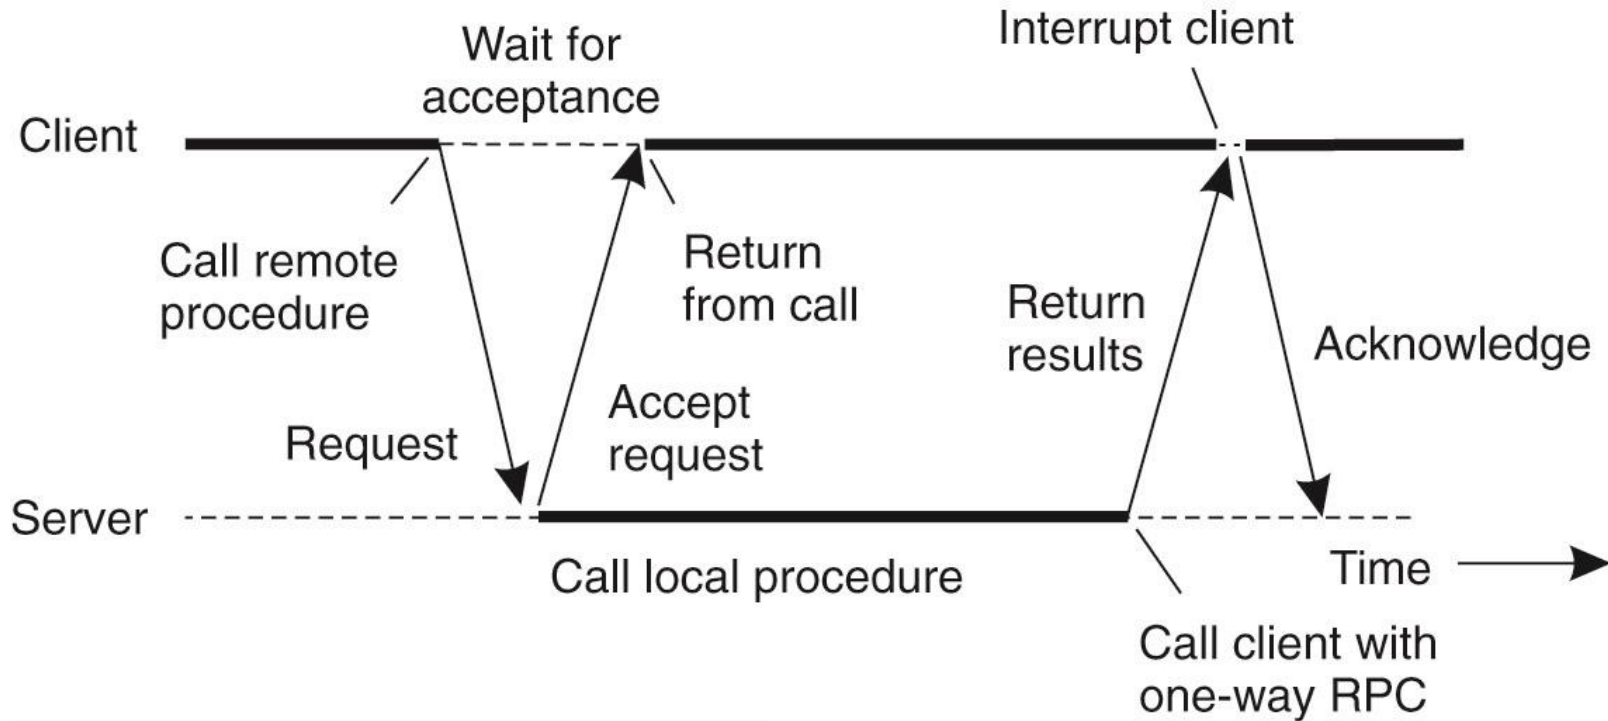 Interrupt client
Wait for
acceptance
Client
Call remote
procedure
Return
from call
Return
results
Acknowledge
Accept
request
Request
Server
Call local procedure
Time
Call client with
one-way RPC